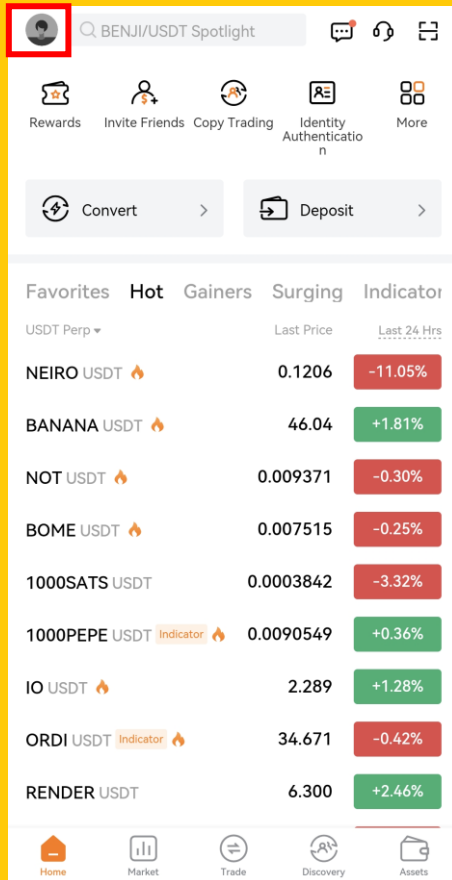 BENJI/USDT Spotlight
Rewards Invite Friends Copy Trading Identity Authenticatio n More
Convert Deposit
Favorites Hot Gainers Surging Indicator
USDT Perp Last Price Last 24 Hrs
NEIRO USDT 0.1206 -11.05%
BANANA USDT 46.04 +1.81%
NOT USDT 0.009371 -0.30%
BOME USDT 0.007515 -0.25%
1000SATS USDT 0.0003842 -3.32%
1000PEPE USDT Indicator 0.0090549 +0.36%
IO USDT 2.289 +1.28%
ORDI USDT Indicator 34.671 -0.42%
RENDER USDT 6.300 +2.46%
Home Market Trade Discovery Assets